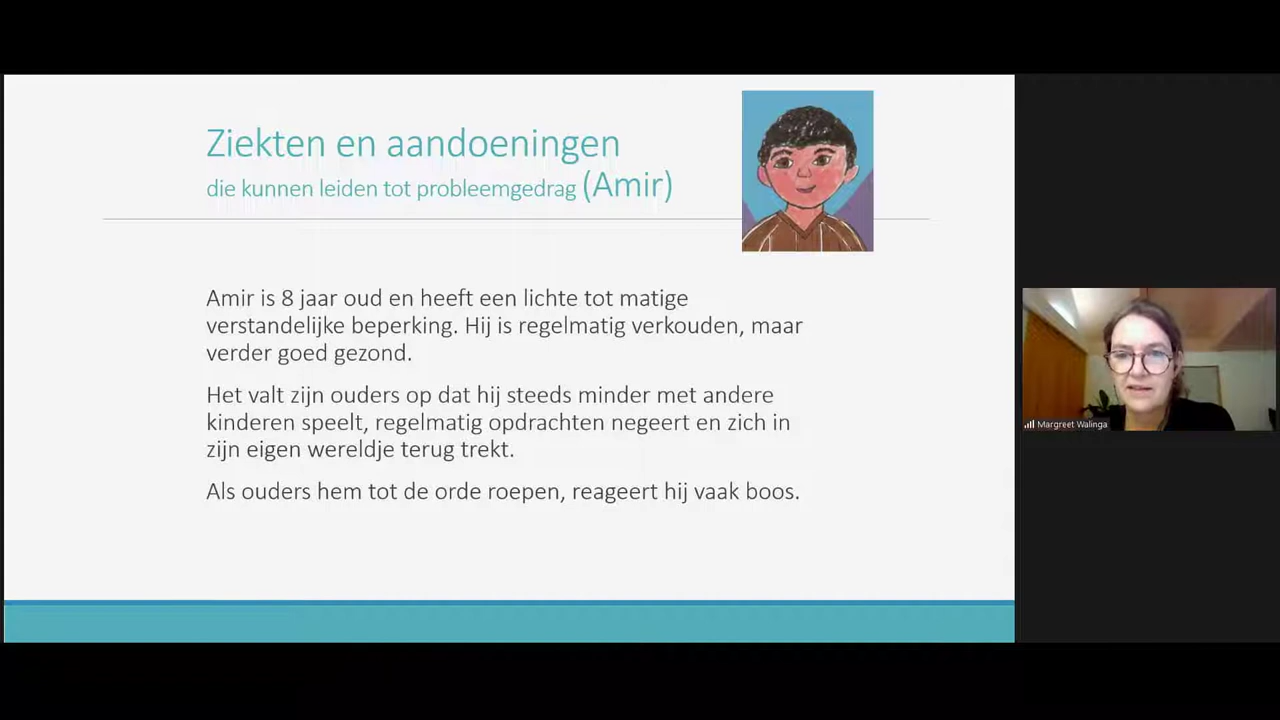 Ziekten en aandoeningen
die kunnen leiden tot probleemgedrag (Amir)
Amir is 8 jaar oud en heeft een lichte tot matige
verstandelijke beperking. Hij is regelmatig verkouden, maar
verder goed gezond.
Het valt zijn ouders op dat hij steeds minder met andere
kinderen speelt, regelmatig opdrachten negeert en zich in
zijn eigen wereldje terug trekt.
Als ouders hem tot de orde roepen, reageert hij vaak boos.
Margreet Walinga